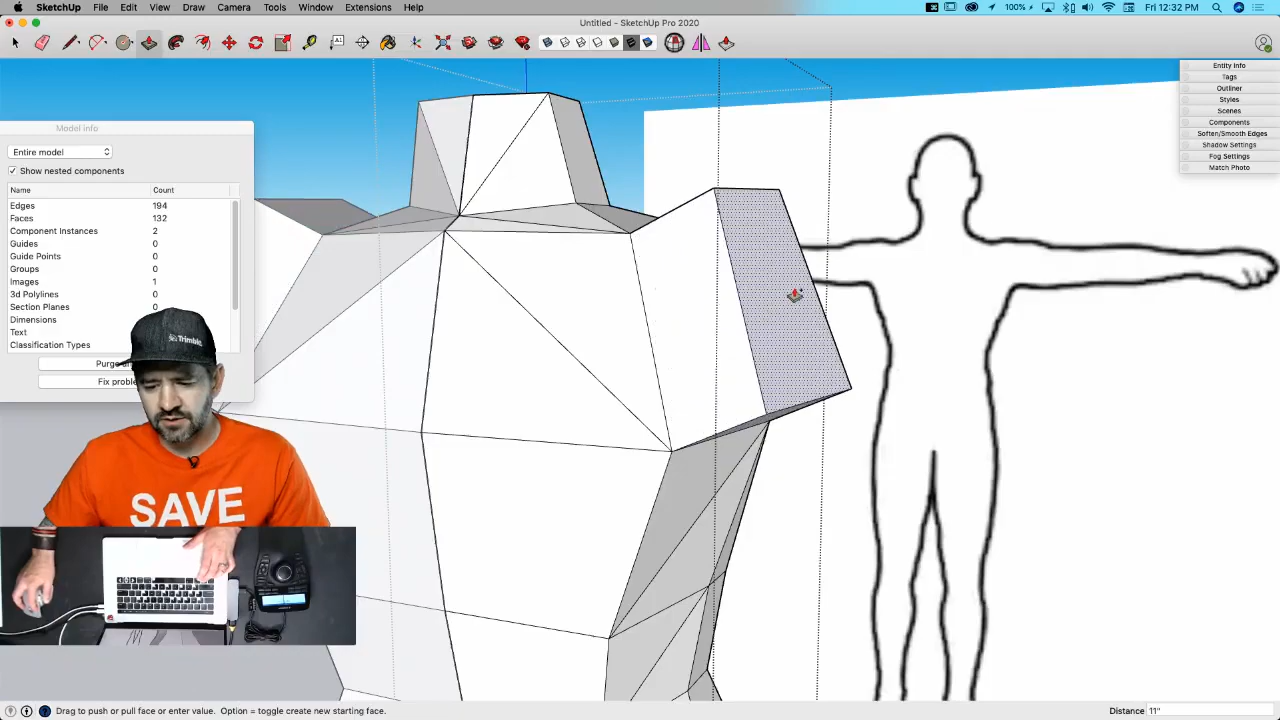 SketchUp File Edit View Draw Camera Tools Window Extensions Help
100% Fri 12:32 PM
Untitled - SketchUp Pro 2020
Model info
Entire model
Show nested components
Name Count
Edges 194
Faces 132
Component Instances 2
Guides 0
Guide Points 0
Groups 0
Images 1
3d Polylines 0
Section Planes 0
Dimensions
Text
Classification Types
Fix proble
Entity Info
Tags
Outliner
Styles
Scenes
Components
Soften/Smooth Edges
Shadow Settings
Fog Settings
Match Photo
Trimble
SAVE
Drag to push or pull face or enter value. Option = toggle create new starting face.
Distance 11"